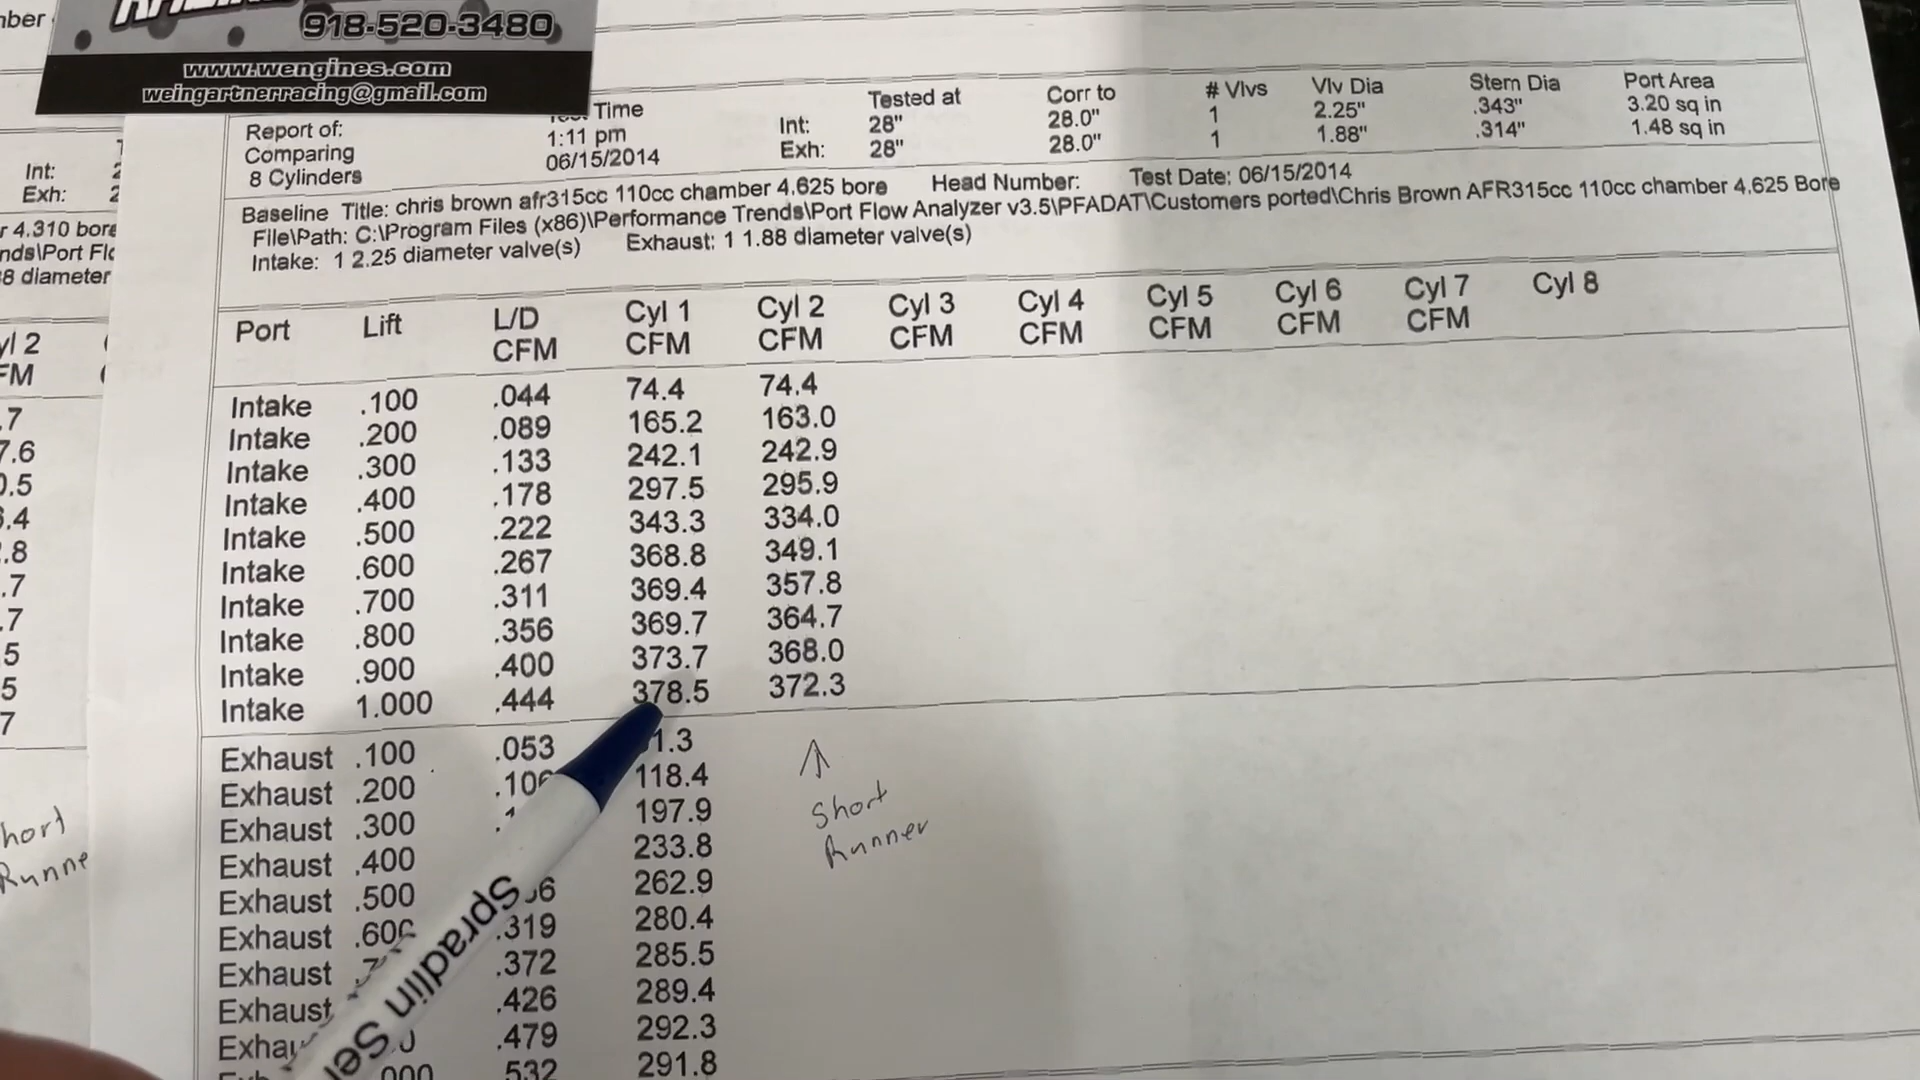 918-520-3480
www.wengines.com
weingartnerracing@gmail.com
Int:
Exh:
4.310 bore
8 diameter
Report of:
Comparing
8 Cylinders
Time
1:11 pm
06/15/2014
Tested at Corr to # Vlvs Vlv Dia Stem Dia Port Area
Int: 28" 28.0" 1 2.25" .343" 3.20 sq in
Exh: 28" 28.0" 1 1.88" .314" 1.48 sq in
Baseline Title: chris brown afr315cc 110cc chamber 4.625 bore Head Number: Test Date: 06/15/2014
File\Path: C:\Program Files (x86)\Performance Trends\Port Flow Analyzer v3.5\PFADAT\Customers ported\Chris Brown AFR315cc 110cc chamber 4.625 Bore
Intake: 1 2.25 diameter valve(s) Exhaust: 1 1.88 diameter valve(s)
Port Lift L/D Cyl 1 Cyl 2 Cyl 3 Cyl 4 Cyl 5 Cyl 6 Cyl 7 Cyl 8
CFM CFM CFM CFM CFM CFM CFM CFM
Intake .100 .044 74.4 74.4
Intake .200 .089 165.2 163.0
Intake .300 .133 242.1 242.9
Intake .400 .178 297.5 295.9
Intake .500 .222 343.3 334.0
Intake .600 .267 368.8 349.1
Intake .700 .311 369.4 357.8
Intake .800 .356 369.7 364.7
Intake .900 .400 373.7 368.0
Intake 1.000 .444 378.5 372.3
Exhaust .100 .053 1.3
Exhaust .200 118.4
Exhaust .300 197.9
Exhaust .400 233.8
Exhaust .500 262.9
Exhaust .600 .319 280.4
Exhaust .372 285.5
Exhaust .426 289.4
.479 292.3
.532 291.8
Short
Runner
Spradlin